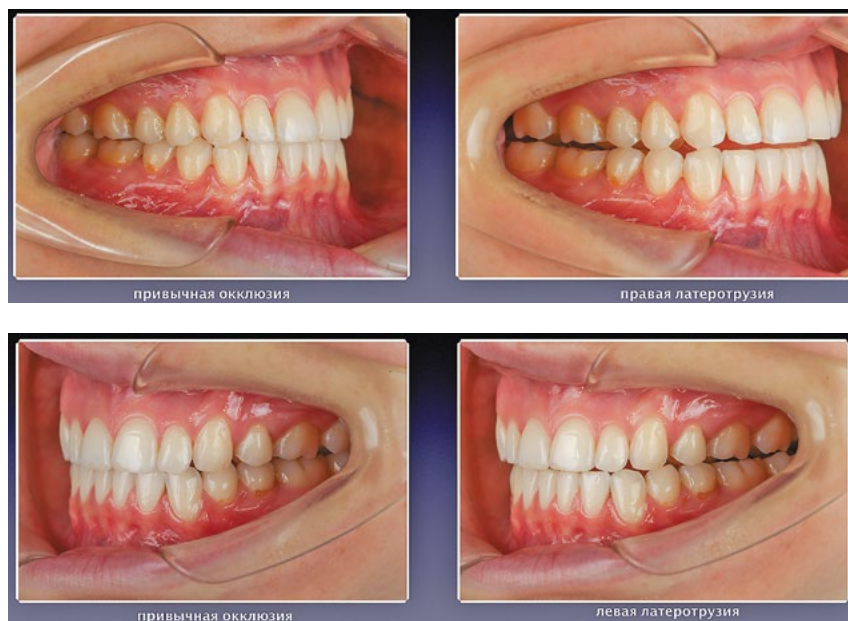 привычная окклюзия
правая латеротрузия
привычная окклюзия
левая латеротрузия